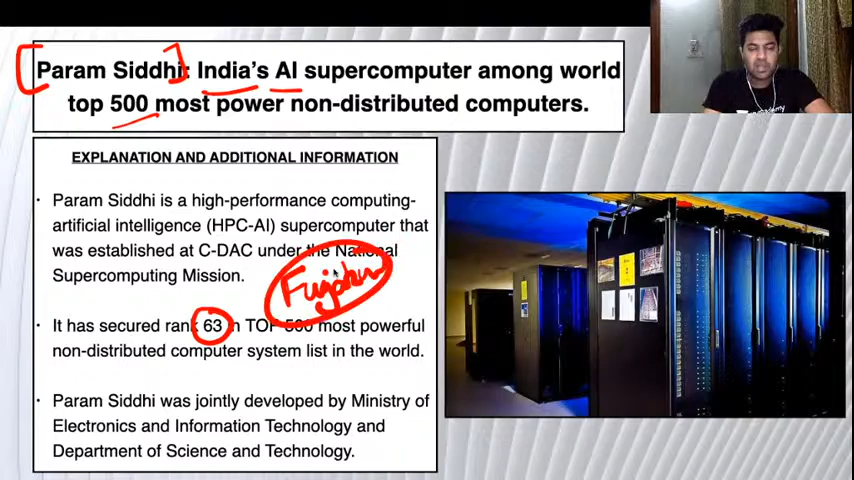 Param Siddhi: India's AI supercomputer among world
top 500 most power non-distributed computers.
EXPLANATION AND ADDITIONAL INFORMATION
• Param Siddhi is a high-performance computing-
artificial intelligence (HPC-AI) supercomputer that
was established at C-DAC under the National
Supercomputing Mission.
• It has secured rank 63 in TOP 500 most powerful
non-distributed computer system list in the world.
• Param Siddhi was jointly developed by Ministry of
Electronics and Information Technology and
Department of Science and Technology.